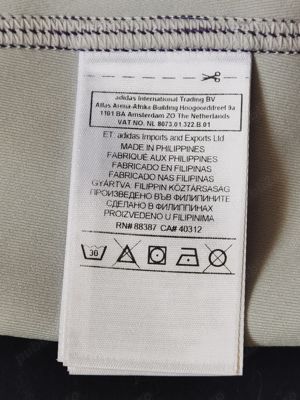 adidas International Trading BV
Atlas Arena-Afrika Building Hoogoorddreef 9a
1101 BA Amsterdam ZO The Netherlands
VAT NO. NL 8073.01.322.B.01
ET: adidas Imports and Exports Ltd
MADE IN PHILIPPINES
FABRIQUE AUX PHILIPPINES
FABRICADO EN FILIPINAS
FABRICADO NAS FILIPINAS
GYÁRTVA: FILIPPIN KÖZTÁRSASÁG
ПРОИЗВЕДЕНО ВЪВ ФИЛИПИНИТЕ
СДЕЛАНО В ФИЛИППИНАХ
PROIZVEDENO U FILIPINIMA
RN# 88387 CA# 40312
30